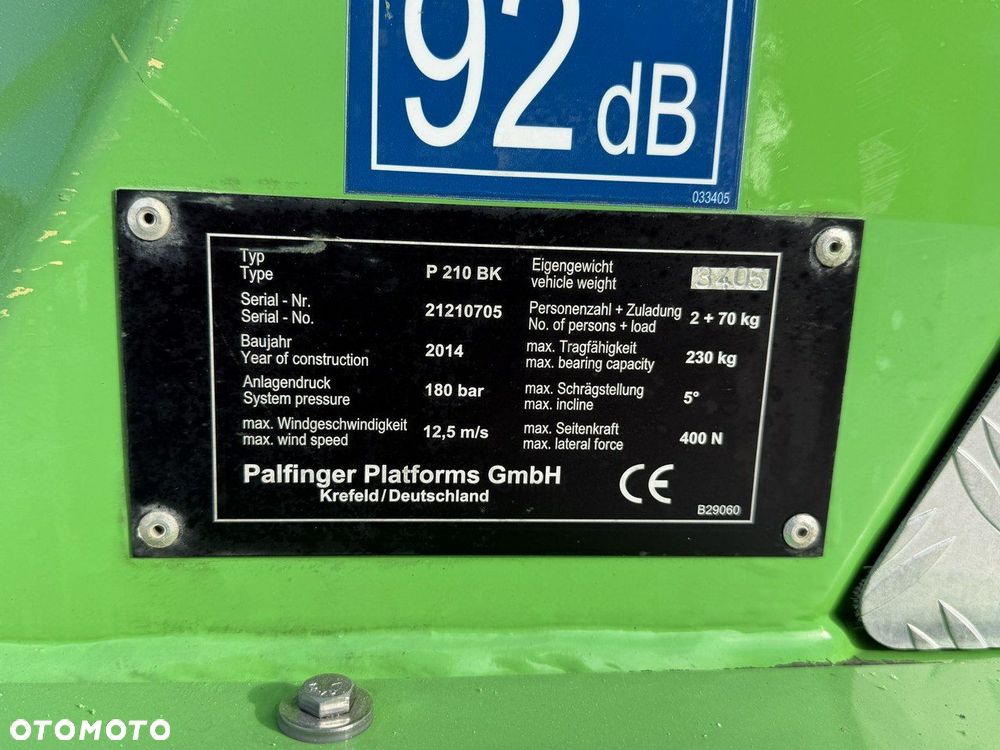 92 dB
033405
Typ
Type
P 210 BK
Serial - Nr.
Serial - No.
21210705
Baujahr
Year of construction
2014
Anlagendruck
System pressure
180 bar
max. Windgeschwindigkeit
max. wind speed
12,5 m/s
Eigengewicht
vehicle weight
3405
Personenzahl + Zuladung
No. of persons + load
2 + 70 kg
max. Tragfähigkeit
max. bearing capacity
230 kg
max. Schrägstellung
max. incline
5°
max. Seitenkraft
max. lateral force
400 N
Palfinger Platforms GmbH
Krefeld/Deutschland
CE
B29060
OTOMOTO